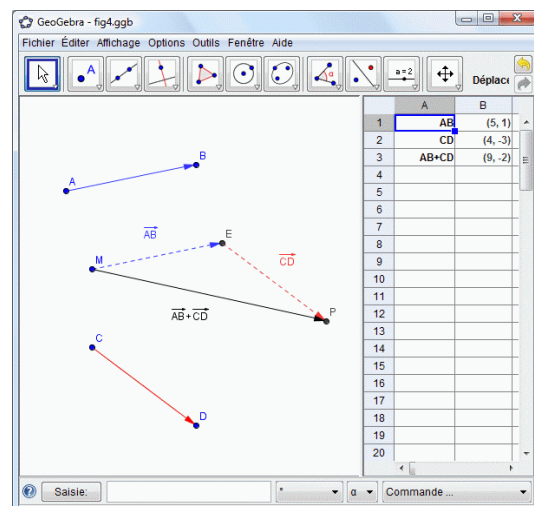 GeoGebra - fig4.ggb
Fichier Éditer Affichage Options Outils Fenêtre Aide
A α a = 2 Déplace
A B
1 AB (5, 1)
2 CD (4, -3)
3 AB+CD (9, -2)
4
5
6
7
8
9
10
11
12
13
14
15
16
17
18
19
20
B
A
AB E
CD
M
P
AB+CD
C
D
Saisie: ° α Commande ...